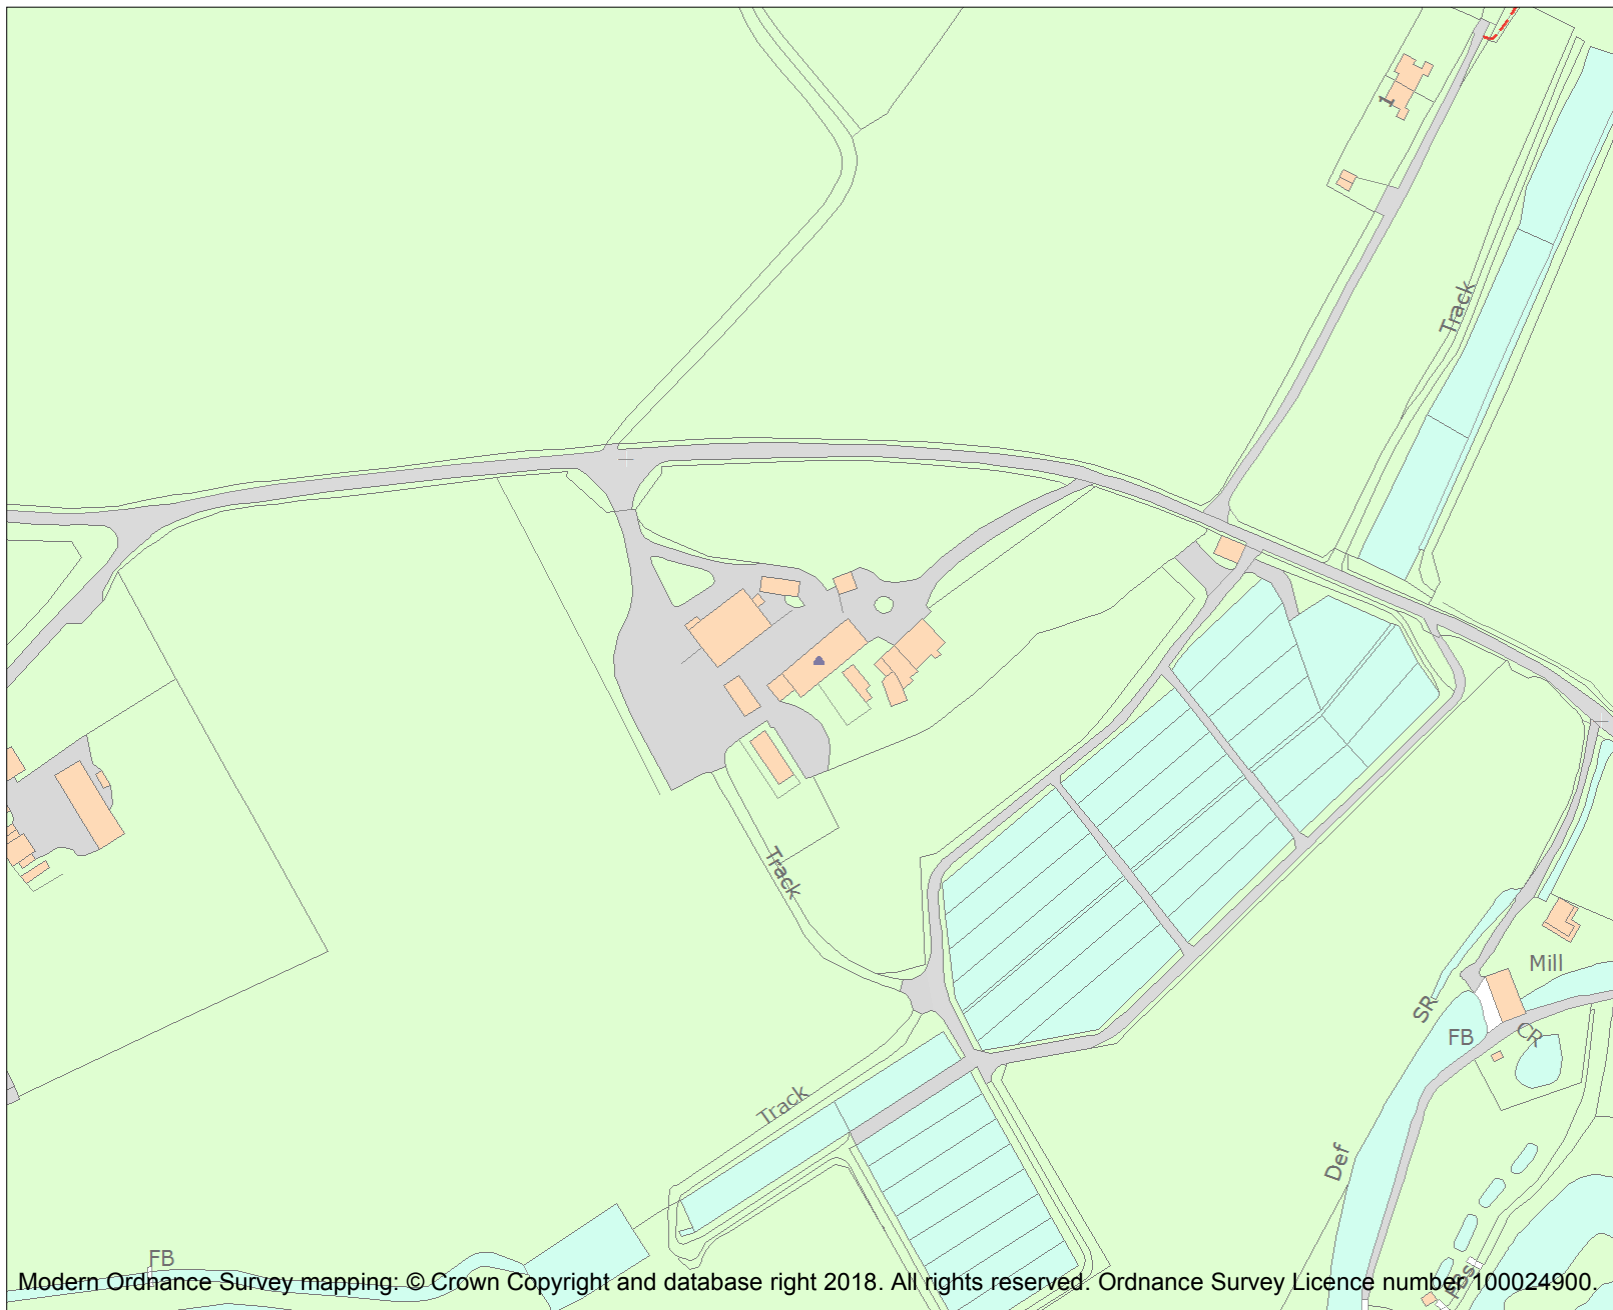 1
Track
Track
Mill
SR
FB
CR
Track
Def
FB
FBs
Modern Ordnance Survey mapping: © Crown Copyright and database right 2018. All rights reserved. Ordnance Survey Licence number 100024900.